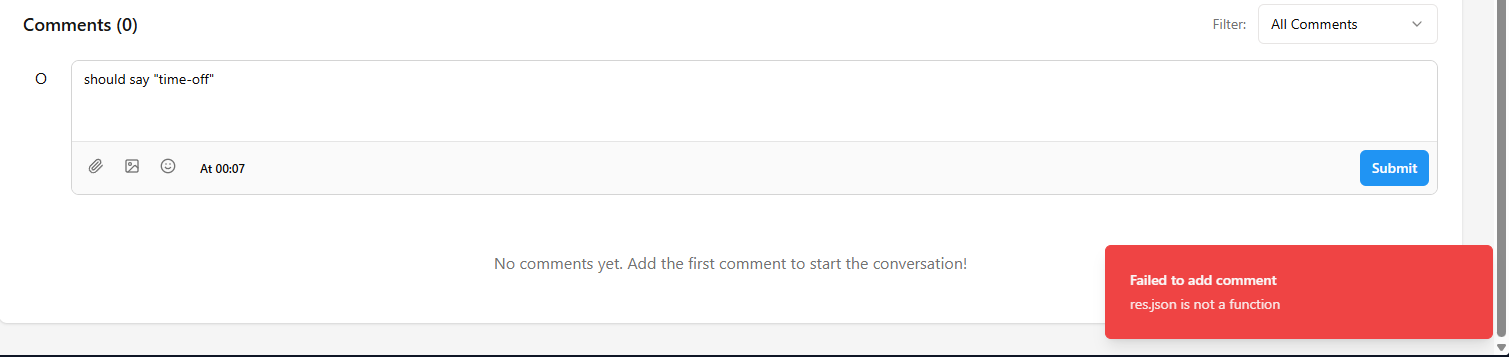 Comments (0)
Filter: All Comments
O
should say "time-off"
At 00:07
Submit
No comments yet. Add the first comment to start the conversation!
Failed to add comment
res.json is not a function